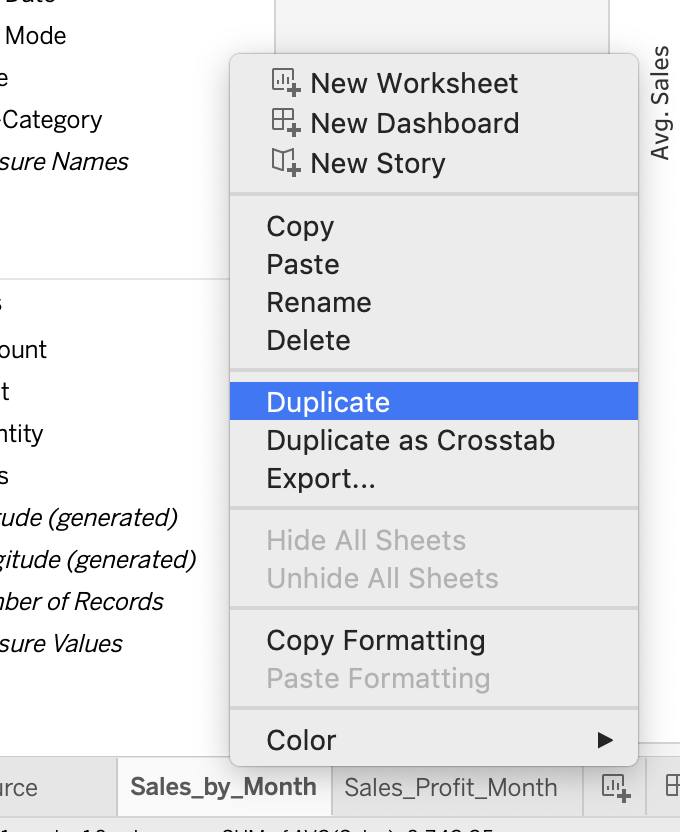 Mode
-Category
sure Names
ount
ntity
tude (generated)
gitude (generated)
nber of Records
sure Values
Avg. Sales
New Worksheet
New Dashboard
New Story
Copy
Paste
Rename
Delete
Duplicate
Duplicate as Crosstab
Export...
Hide All Sheets
Unhide All Sheets
Copy Formatting
Paste Formatting
Color
urce
Sales_by_Month
Sales_Profit_Month